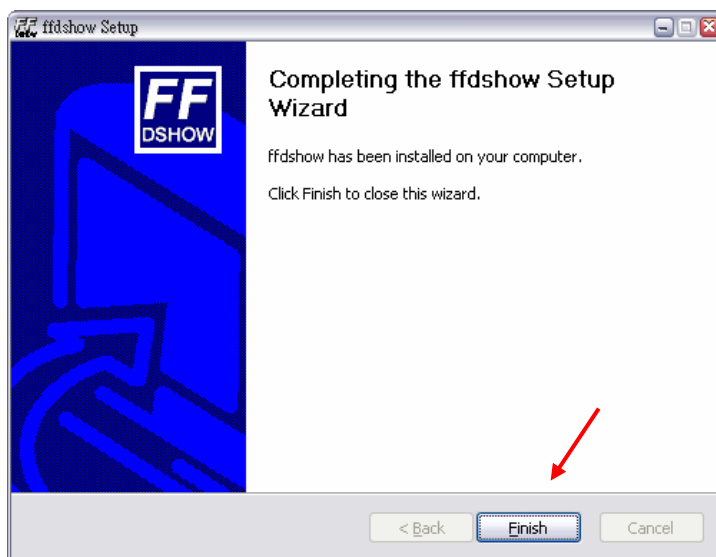 ffdshow Setup
FF
DSHOW
Completing the ffdshow Setup
Wizard
ffdshow has been installed on your computer.
Click Finish to close this wizard.
< Back
Finish
Cancel